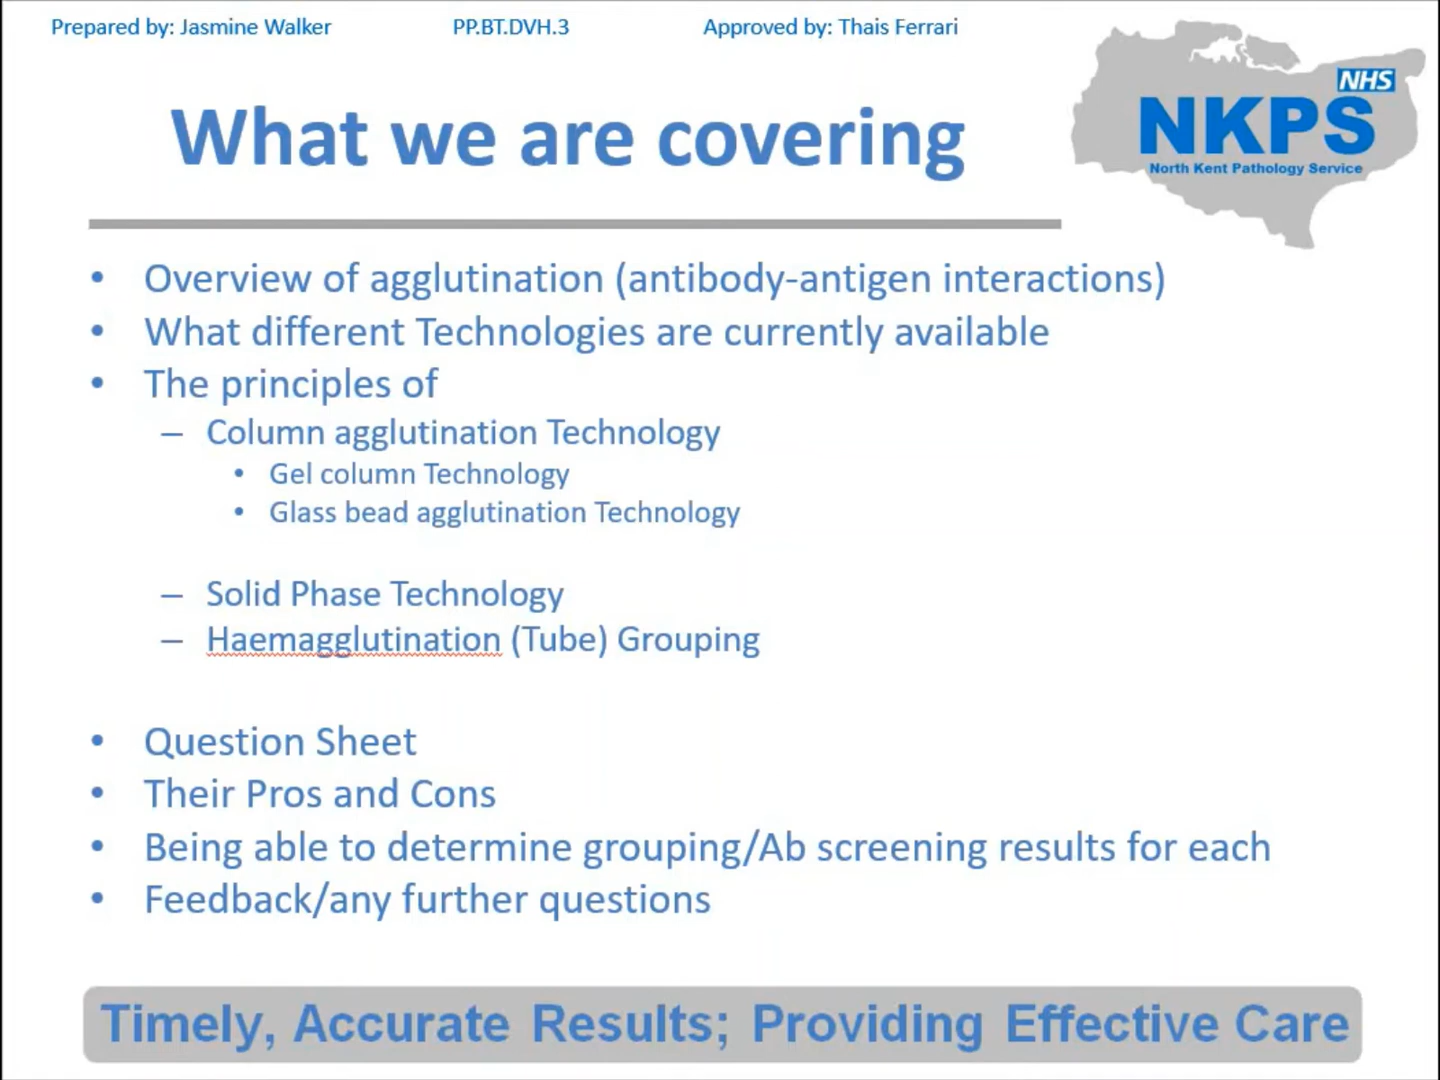 Prepared by: Jasmine Walker PP.BT.DVH.3 Approved by: Thais Ferrari
NHS
NKPS
North Kent Pathology Service
What we are covering
• Overview of agglutination (antibody-antigen interactions)
• What different Technologies are currently available
• The principles of
– Column agglutination Technology
• Gel column Technology
• Glass bead agglutination Technology
– Solid Phase Technology
– Haemagglutination (Tube) Grouping
• Question Sheet
• Their Pros and Cons
• Being able to determine grouping/Ab screening results for each
• Feedback/any further questions
Timely, Accurate Results; Providing Effective Care